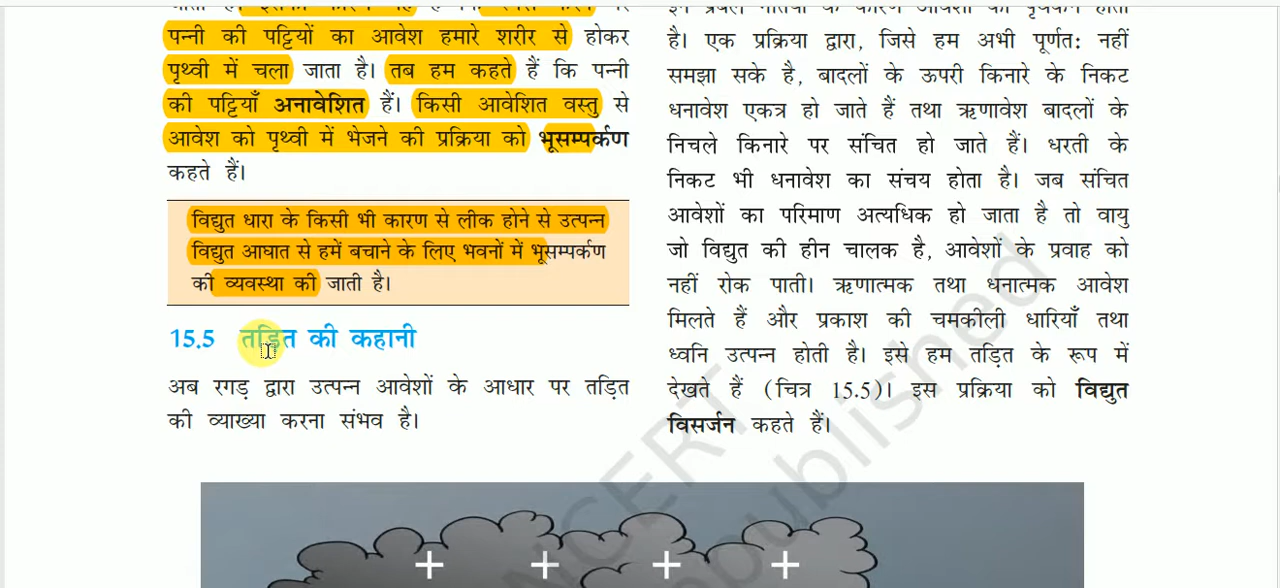 पन्नी की पट्टियों का आवेश हमारे शरीर से होकर
पृथ्वी में चला जाता है। तब हम कहते हैं कि पन्नी
की पट्टियाँ अनावेशित हैं। किसी आवेशित वस्तु से
आवेश को पृथ्वी में भेजने की प्रक्रिया को भूसम्पर्कण
कहते हैं।
विद्युत धारा के किसी भी कारण से लीक होने से उत्पन्न
विद्युत आघात से हमें बचाने के लिए भवनों में भूसम्पर्कण
की व्यवस्था की जाती है।
15.5 तड़ित की कहानी
अब रगड़ द्वारा उत्पन्न आवेशों के आधार पर तड़ित
की व्याख्या करना संभव है।
है। एक प्रक्रिया द्वारा, जिसे हम अभी पूर्णत: नहीं
समझा सके है, बादलों के ऊपरी किनारे के निकट
धनावेश एकत्र हो जाते हैं तथा ऋणावेश बादलों के
निचले किनारे पर संचित हो जाते हैं। धरती के
निकट भी धनावेश का संचय होता है। जब संचित
आवेशों का परिमाण अत्यधिक हो जाता है तो वायु
जो विद्युत की हीन चालक है, आवेशों के प्रवाह को
नहीं रोक पाती। ऋणात्मक तथा धनात्मक आवेश
मिलते हैं और प्रकाश की चमकीली धारियाँ तथा
ध्वनि उत्पन्न होती है। इसे हम तड़ित के रूप में
देखते हैं (चित्र 15.5)। इस प्रक्रिया को विद्युत
विसर्जन कहते हैं।
NCERT
published
+ + + +